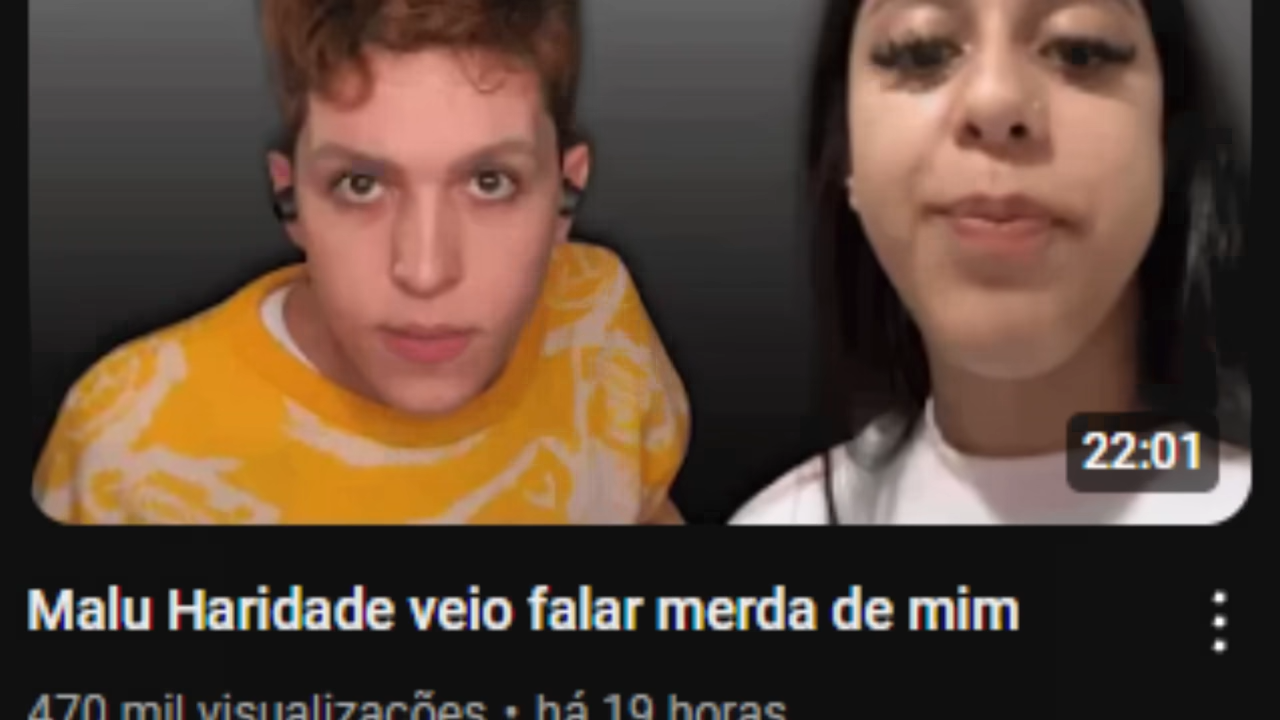 22:01
Malu Haridade veio falar merda de mim
470 mil visualizações • há 19 horas